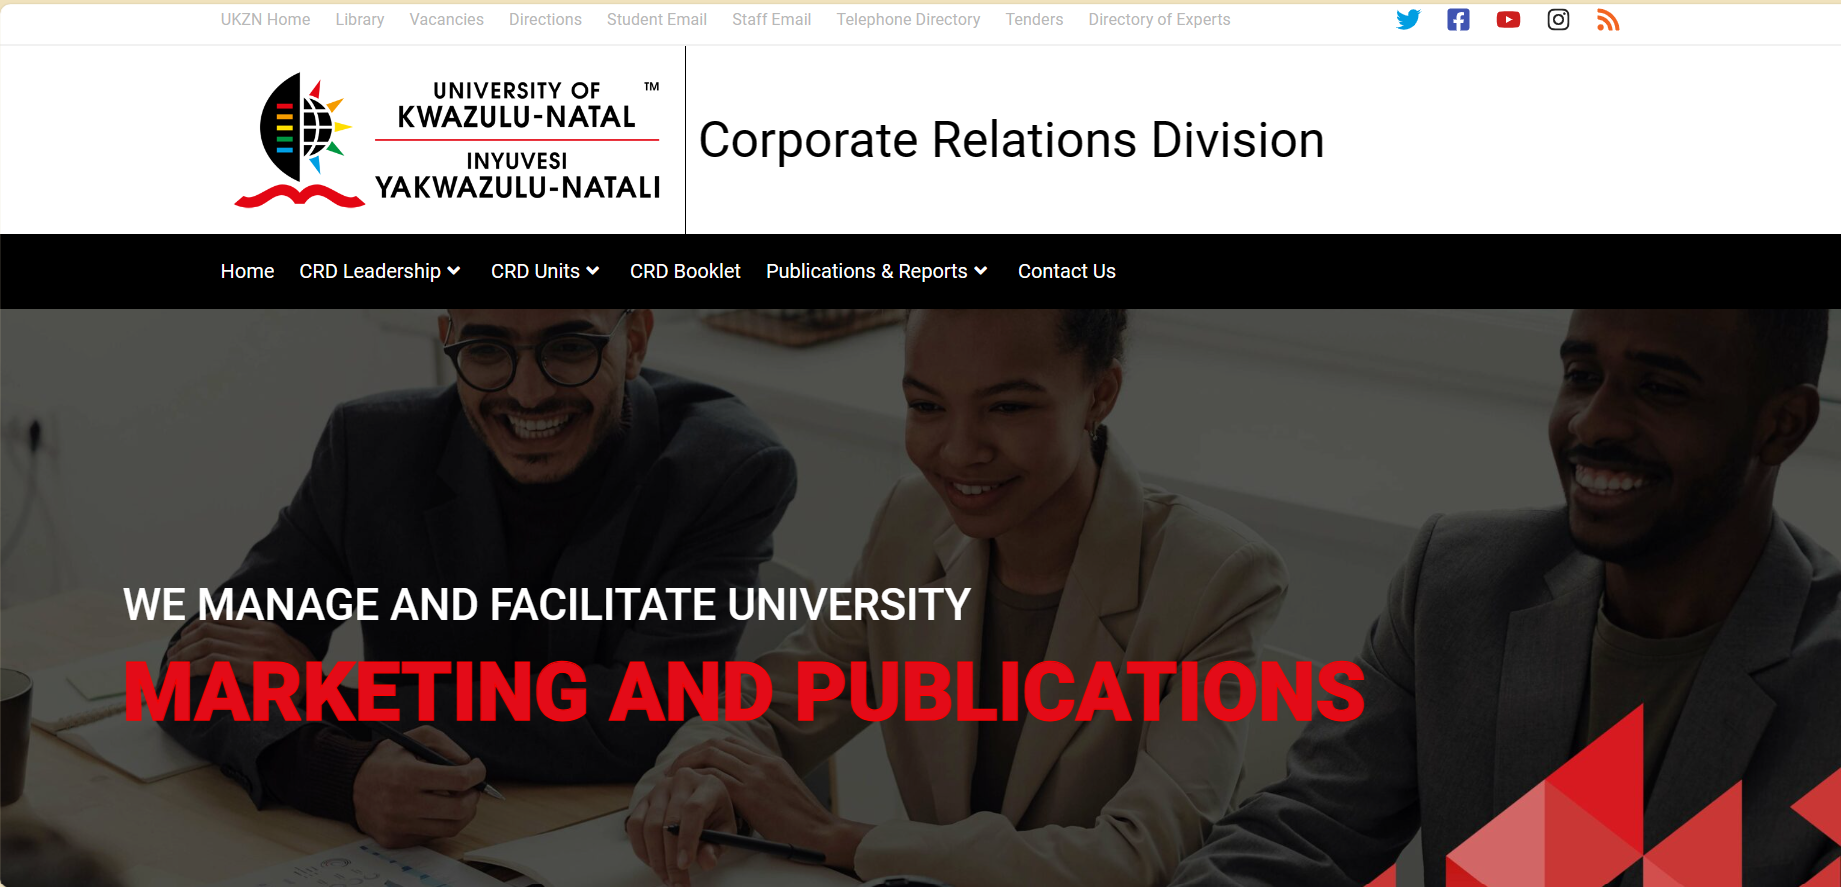 UKZN Home Library Vacancies Directions Student Email Staff Email Telephone Directory Tenders Directory of Experts
UNIVERSITY OF ™
KWAZULU-NATAL
INYUVESI
YAKWAZULU-NATALI
Corporate Relations Division
Home CRD Leadership CRD Units CRD Booklet Publications & Reports Contact Us
WE MANAGE AND FACILITATE UNIVERSITY
MARKETING AND PUBLICATIONS